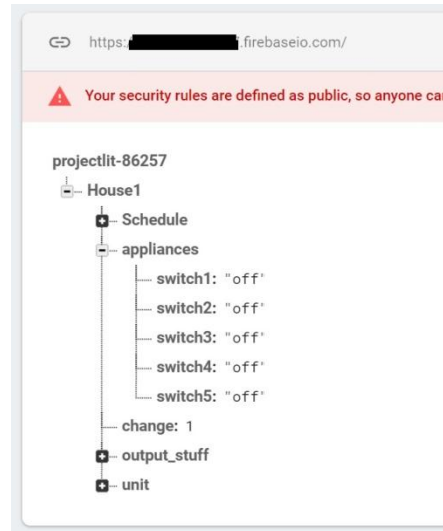 https:/ .firebaseio.com/
Your security rules are defined as public, so anyone
projectlit-86257
House1
Schedule
appliances
switch1: "off"
switch2: "off"
switch3: "off"
switch4: "off"
switch5: "off"
change: 1
output_stuff
unit